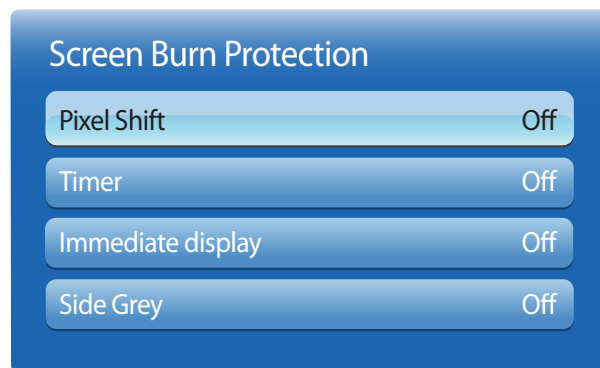 Screen Burn Protection
Pixel Shift Off
Timer Off
Immediate display Off
Side Grey Off